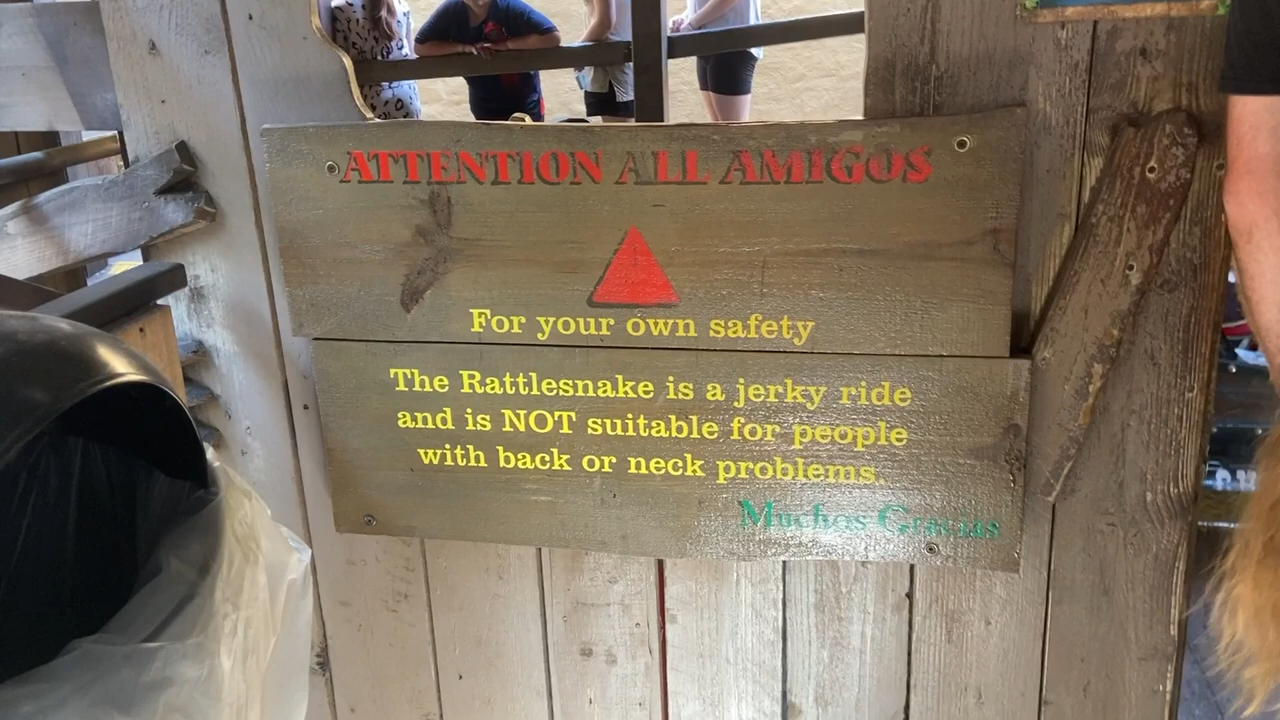 ATTENTION ALL AMIGOS
For your own safety
The Rattlesnake is a jerky ride
and is NOT suitable for people
with back or neck problems.
Muchos Gracias